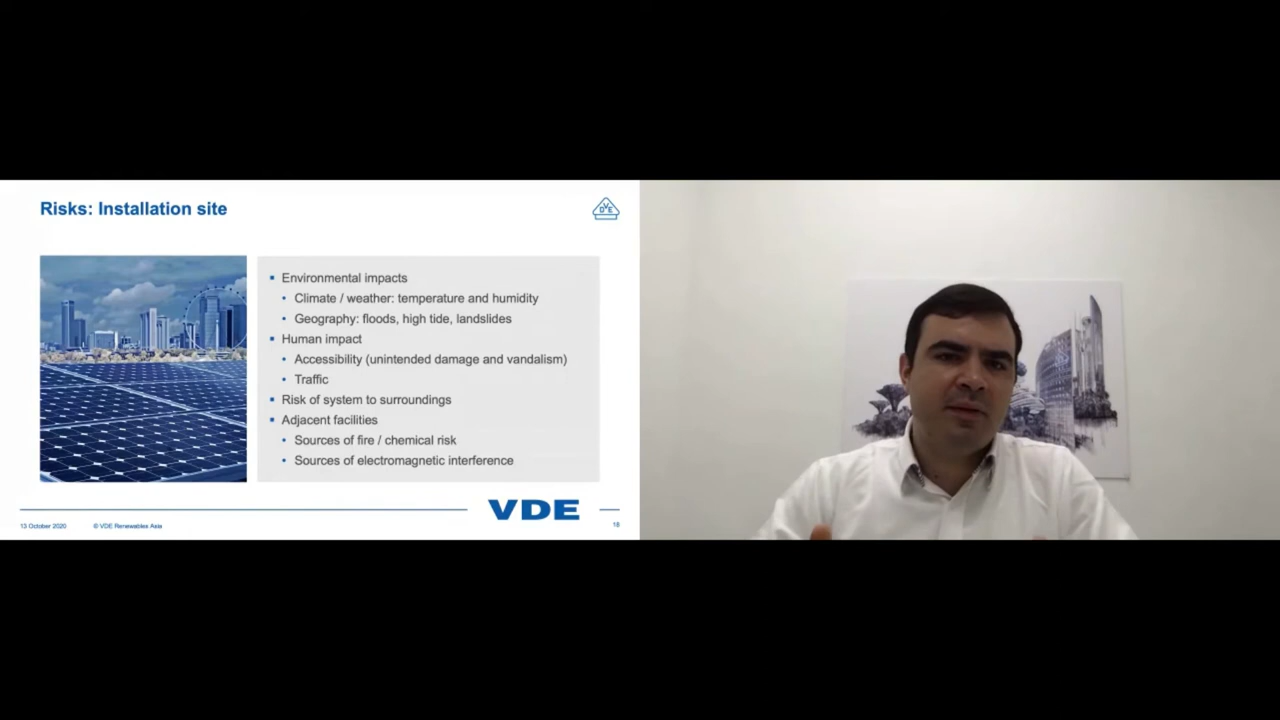 Risks: Installation site
VDE
▪ Environmental impacts
• Climate / weather: temperature and humidity
• Geography: floods, high tide, landslides
▪ Human impact
• Accessibility (unintended damage and vandalism)
• Traffic
▪ Risk of system to surroundings
▪ Adjacent facilities
• Sources of fire / chemical risk
• Sources of electromagnetic interference
VDE
13 October 2020 © VDE Renewables Asia 18